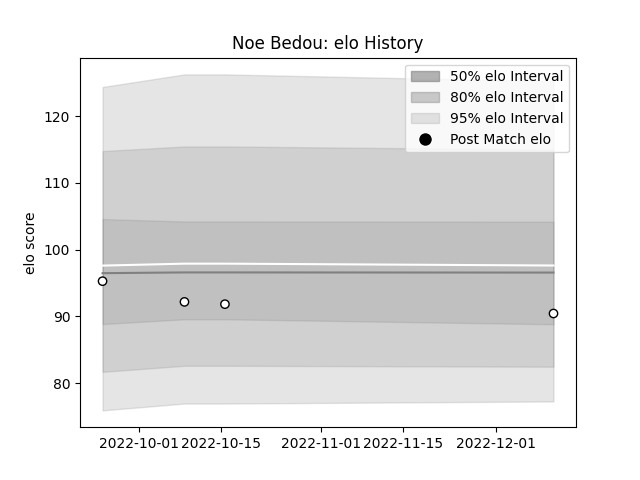 Noe Bedou: elo History
50% elo Interval
80% elo Interval
95% elo Interval
Post Match elo
elo score
120
110
100
90
80
2022-10-01 2022-10-15 2022-11-01 2022-11-15 2022-12-01